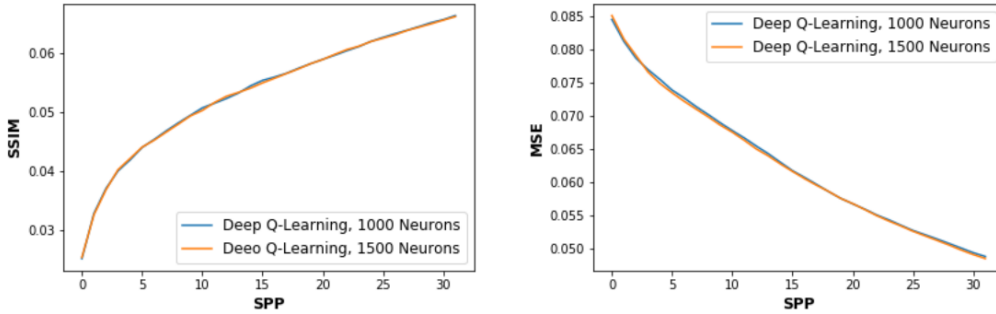 SSIM
0.06
0.05
0.04
0.03
Deep Q-Learning, 1000 Neurons
Deeo Q-Learning, 1500 Neurons
0 5 10 15 20 25 30
SPP
MSE
0.085
0.080
0.075
0.070
0.065
0.060
0.055
0.050
Deep Q-Learning, 1000 Neurons
Deep Q-Learning, 1500 Neurons
0 5 10 15 20 25 30
SPP